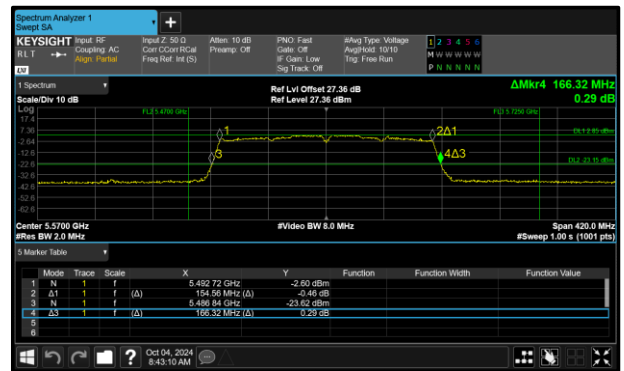 Spectrum Analyzer 1
Swept SA
+
KEYSIGHT Input: RF Input Z: 50 Ω Atten: 10 dB PNO: Fast #Avg Type: Voltage 1 2 3 4 5 6
RLT Coupling: AC Corr CCorr RCal Preamp: Off Gate: Off Avg|Hold: 10/10 M W W W W W
Align: Partial Freq Ref: Int (S) IF Gain: Low Trig: Free Run
Sig Track: Off P N N N N N
1 Spectrum Ref Lvl Offset 27.36 dB ΔMkr4 166.32 MHz
Scale/Div 10 dB Ref Level 27.36 dBm 0.29 dB
Log
17.4 FL2 5.4700 GHz FL3 5.7250 GHz
7.36 1 2Δ1 DL1 2.85 dBm
-2.64
-12.6 3 4Δ3
-22.6 DL2 -23.15 dBm
-32.6
-42.6
-52.6
-62.6
Center 5.5700 GHz #Video BW 8.0 MHz Span 420.0 MHz
#Res BW 2.0 MHz #Sweep 1.00 s (1001 pts)
5 Marker Table
Mode Trace Scale X Y Function Function Width Function Value
1 N 1 f 5.492 72 GHz -2.60 dBm
2 Δ1 1 f (Δ) 154.56 MHz (Δ) -0.46 dB
3 N 1 f 5.486 84 GHz -23.62 dBm
4 Δ3 1 f (Δ) 166.32 MHz (Δ) 0.29 dB
5
6
? Oct 04, 2024
8:43:10 AM